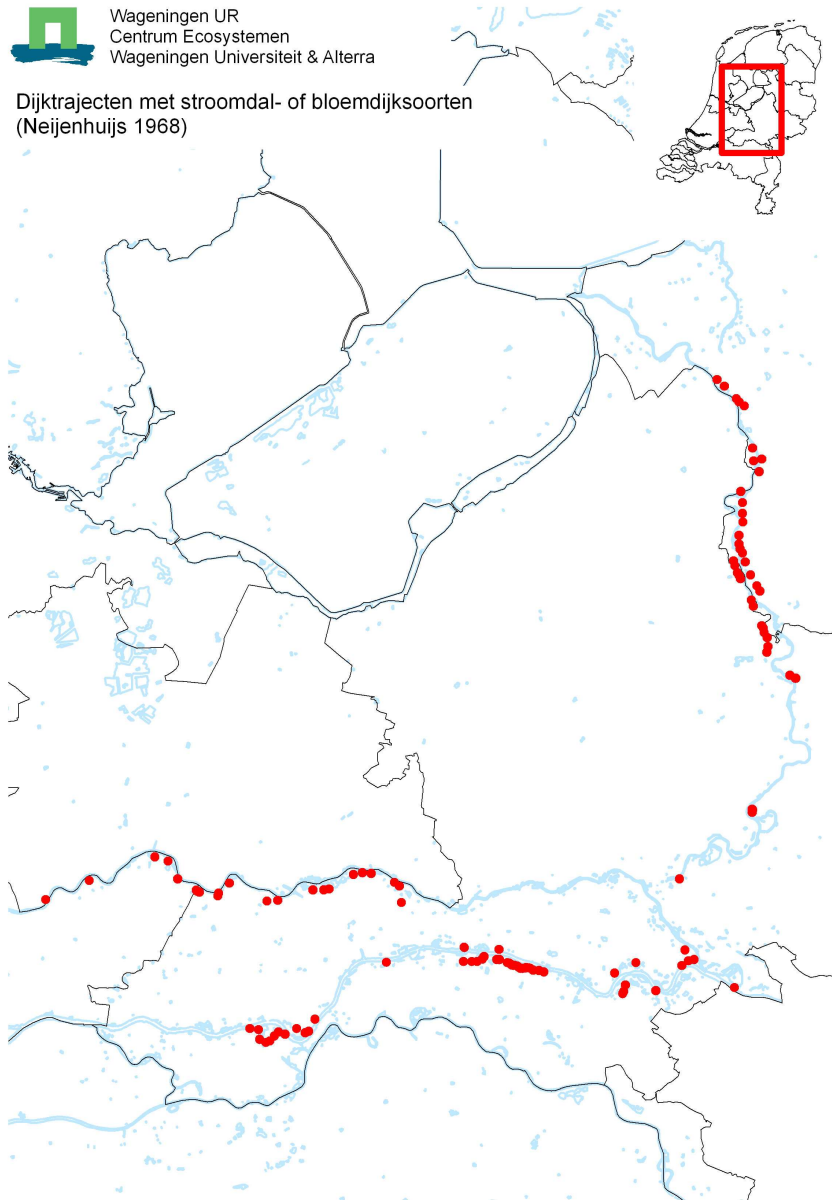 Wageningen UR
Centrum Ecosystemen
Wageningen Universiteit & Alterra
Dijktrajecten met stroomdal- of bloemdijksoorten
(Neijenhuijs 1968)